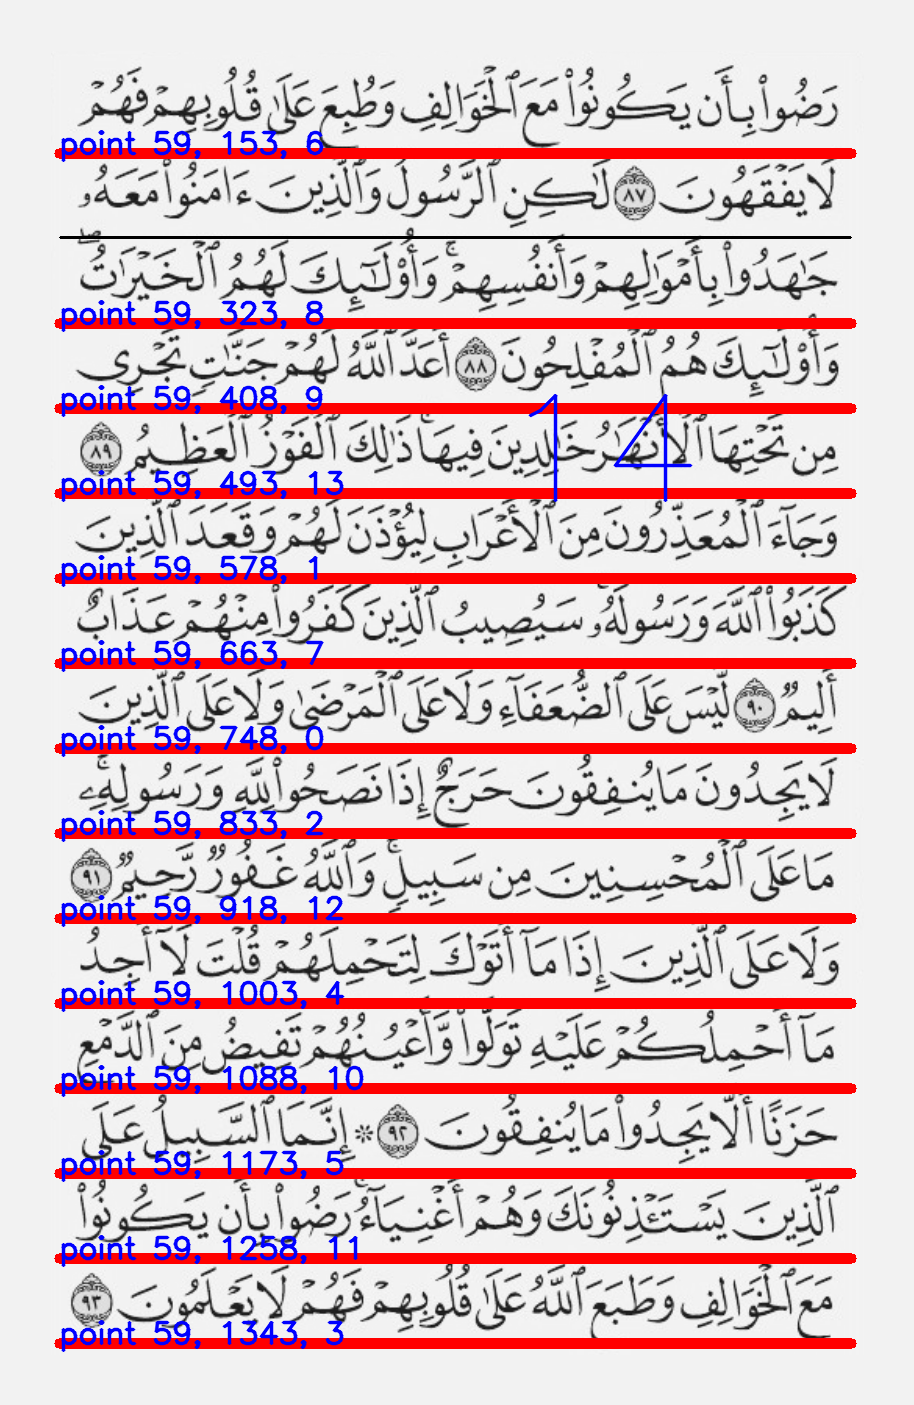 رَضُوا۟ بِأَن يَكُونُوا۟ مَعَ ٱلْخَوَالِفِ وَطُبِعَ عَلَىٰ قُلُوبِهِمْ فَهُمْ
point 59, 153, 6
لَا يَفْقَهُونَ ٨٧ لَٰكِنِ ٱلرَّسُولُ وَٱلَّذِينَ ءَامَنُوا۟ مَعَهُۥ
جَٰهَدُوا۟ بِأَمْوَٰلِهِمْ وَأَنفُسِهِمْ ۚ وَأُو۟لَٰٓئِكَ لَهُمُ ٱلْخَيْرَٰتُ ۖ
point 59, 323, 8
وَأُو۟لَٰٓئِكَ هُمُ ٱلْمُفْلِحُونَ ٨٨ أَعَدَّ ٱللَّهُ لَهُمْ جَنَّٰتٍ تَجْرِى
point 59, 408, 9
14
مِن تَحْتِهَا ٱلْأَنْهَٰرُ خَٰلِدِينَ فِيهَا ۚ ذَٰلِكَ ٱلْفَوْزُ ٱلْعَظِيمُ ٨٩
point 59, 493, 13
وَجَآءَ ٱلْمُعَذِّرُونَ مِنَ ٱلْأَعْرَابِ لِيُؤْذَنَ لَهُمْ وَقَعَدَ ٱلَّذِينَ
point 59, 578, 1
كَذَبُوا۟ ٱللَّهَ وَرَسُولَهُۥ ۚ سَيُصِيبُ ٱلَّذِينَ كَفَرُوا۟ مِنْهُمْ عَذَابٌ
point 59, 663, 7
أَلِيمٌ ٩٠ لَّيْسَ عَلَى ٱلضُّعَفَآءِ وَلَا عَلَى ٱلْمَرْضَىٰ وَلَا عَلَى ٱلَّذِينَ
point 59, 748, 0
لَا يَجِدُونَ مَا يُنفِقُونَ حَرَجٌ إِذَا نَصَحُوا۟ لِلَّهِ وَرَسُولِهِۦ ۚ
point 59, 833, 2
مَا عَلَى ٱلْمُحْسِنِينَ مِن سَبِيلٍ ۚ وَٱللَّهُ غَفُورٌ رَّحِيمٌ ٩١
point 59, 918, 12
وَلَا عَلَى ٱلَّذِينَ إِذَا مَآ أَتَوْكَ لِتَحْمِلَهُمْ قُلْتَ لَآ أَجِدُ
point 59, 1003, 4
مَآ أَحْمِلُكُمْ عَلَيْهِ تَوَلَّوا۟ وَّأَعْيُنُهُمْ تَفِيضُ مِنَ ٱلدَّمْعِ
point 59, 1088, 10
حَزَنًا أَلَّا يَجِدُوا۟ مَا يُنفِقُونَ ٩٢ ۞ إِنَّمَا ٱلسَّبِيلُ عَلَى
point 59, 1173, 5
ٱلَّذِينَ يَسْتَـْٔذِنُونَكَ وَهُمْ أَغْنِيَآءُ ۚ رَضُوا۟ بِأَن يَكُونُوا۟
point 59, 1258, 11
مَعَ ٱلْخَوَالِفِ وَطَبَعَ ٱللَّهُ عَلَىٰ قُلُوبِهِمْ فَهُمْ لَا يَعْلَمُونَ ٩٣
point 59, 1343, 3